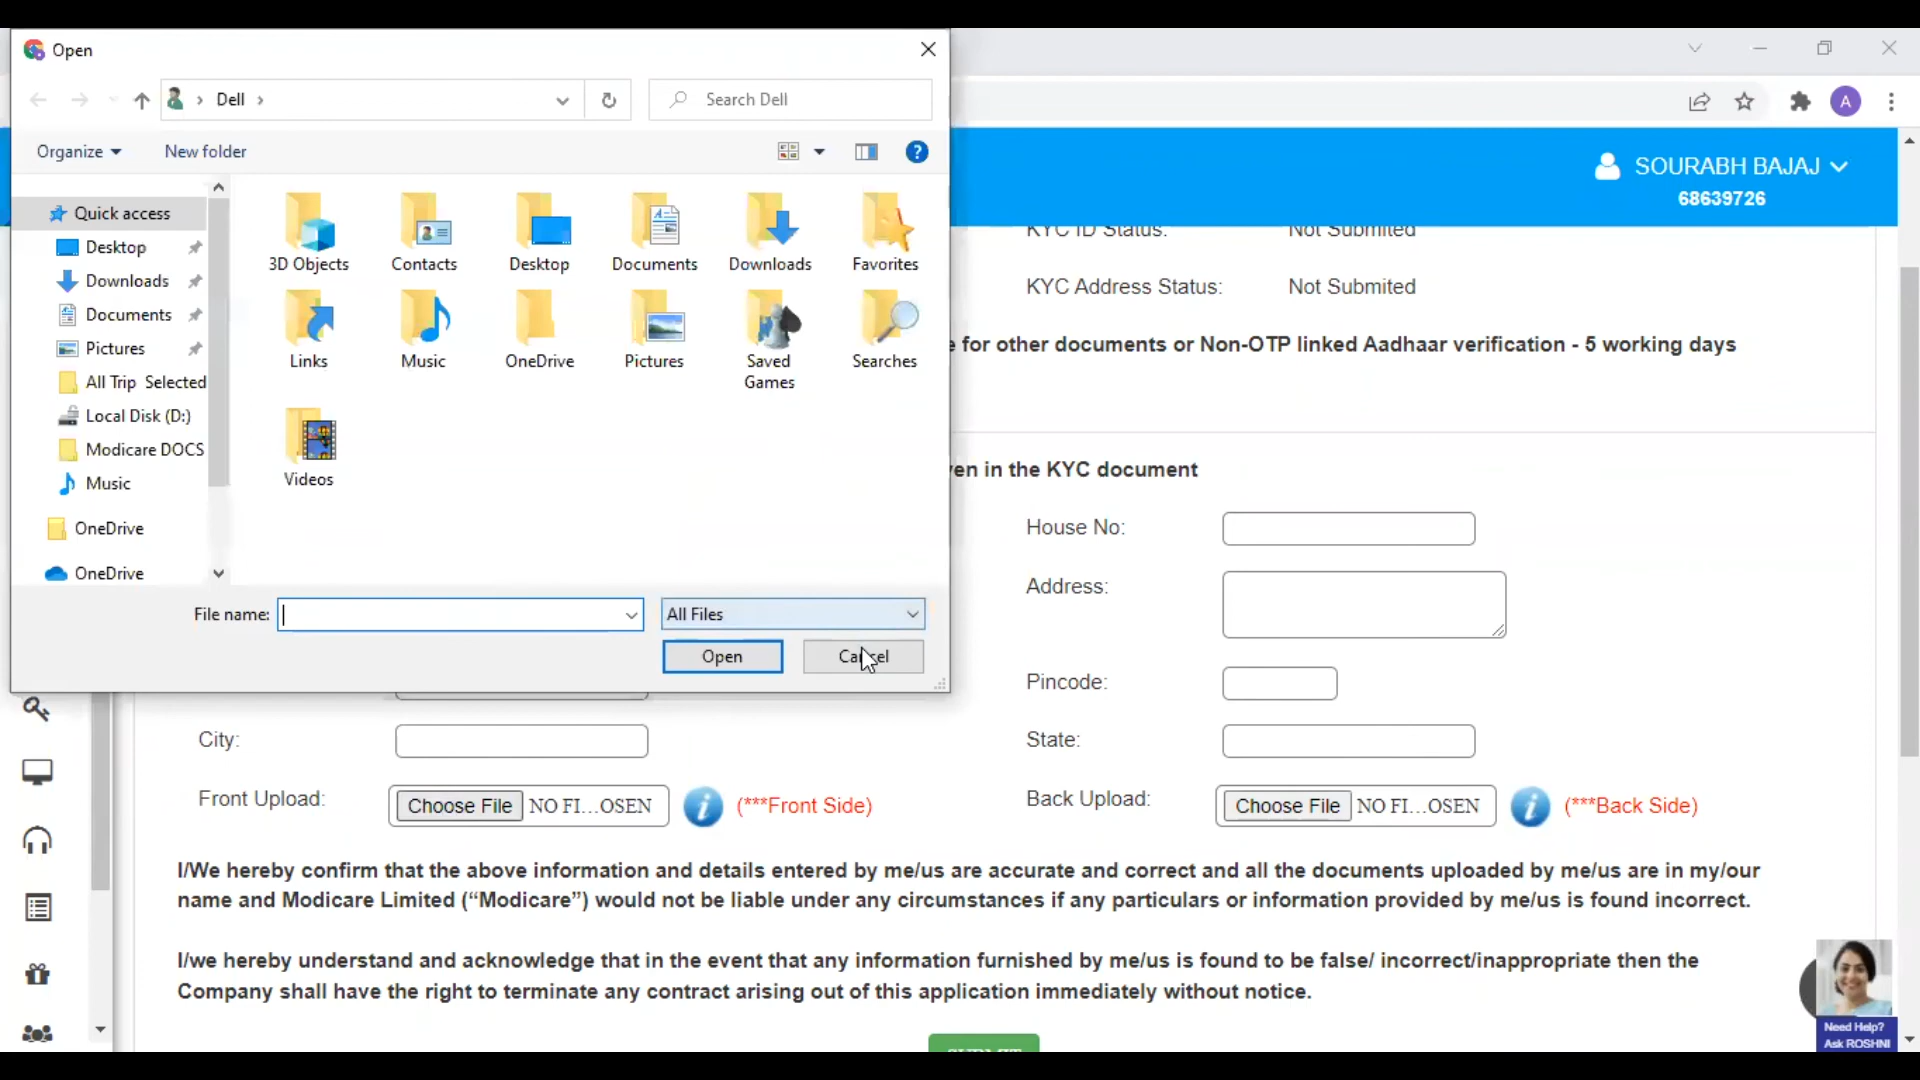 Open
Dell
Search Dell
Organize
New folder
Quick access
Desktop
Downloads
Documents
Pictures
All Trip Selected
Local Disk (D:)
Modicare DOCS
Music
OneDrive
OneDrive
3D Objects
Contacts
Desktop
Documents
Downloads
Favorites
Links
Music
OneDrive
Pictures
Saved
Games
Searches
Videos
File name:
All Files
Open
Cancel
A
SOURABH BAJAJ
68639726
KYC ID Status: Not Submited
KYC Address Status: Not Submited
for other documents or Non-OTP linked Aadhaar verification - 5 working days
in the KYC document
House No:
Address:
Pincode:
City:
State:
Front Upload: Choose File NO FI...OSEN (***Front Side)
Back Upload: Choose File NO FI...OSEN (***Back Side)
I/We hereby confirm that the above information and details entered by me/us are accurate and correct and all the documents uploaded by me/us are in my/our
name and Modicare Limited (“Modicare”) would not be liable under any circumstances if any particulars or information provided by me/us is found incorrect.
I/we hereby understand and acknowledge that in the event that any information furnished by me/us is found to be false/ incorrect/inappropriate then the
Company shall have the right to terminate any contract arising out of this application immediately without notice.
Need Help?
Ask ROSHNI